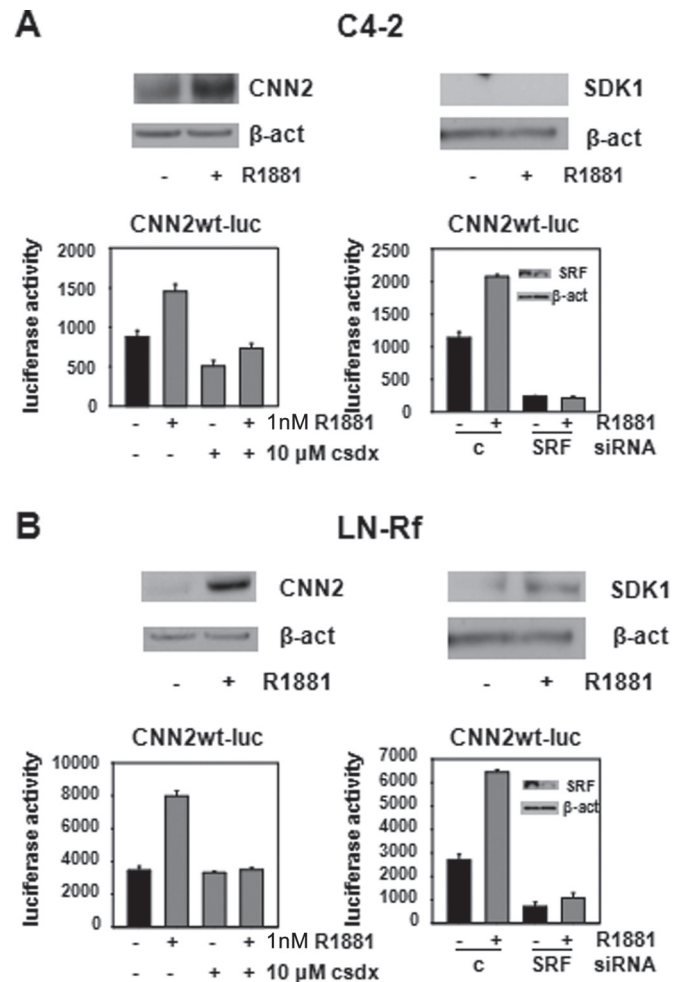 A C4-2
CNN2 SDK1
β-act β-act
- + R1881 - + R1881
CNN2wt-luc CNN2wt-luc
luciferase activity luciferase activity
2000 2500
1500 2000
1000 1500
500 1000
0 500
0
SRF
β-act
- + - + 1nM R1881 - + - + R1881
- - + + 10 µM csdx c SRF siRNA
B LN-Rf
CNN2 SDK1
β-act β-act
- + R1881 - + R1881
CNN2wt-luc CNN2wt-luc
luciferase activity luciferase activity
10000 7000
8000 6000
6000 5000
4000 4000
2000 3000
0 2000
1000
0
SRF
β-act
- + - + 1nM R1881 - + - + R1881
- - + + 10 µM csdx c SRF siRNA